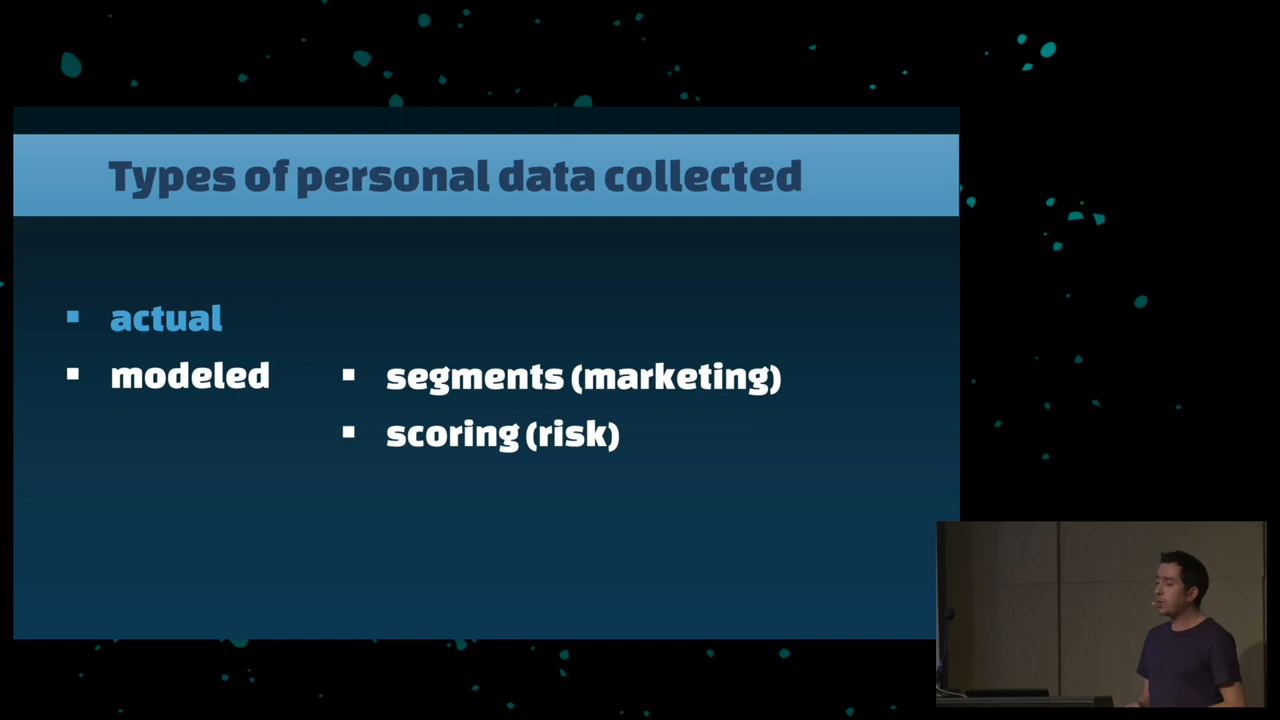 Types of personal data collected
▪ actual
▪ modeled
▪ segments (marketing)
▪ scoring (risk)